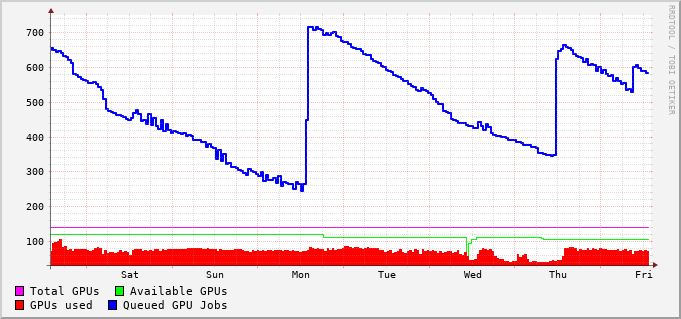 RRDTOOL / TOBI OETIKER
700
600
500
400
300
200
100
Sat Sun Mon Tue Wed Thu Fri
Total GPUs Available GPUs
GPUs used Queued GPU Jobs